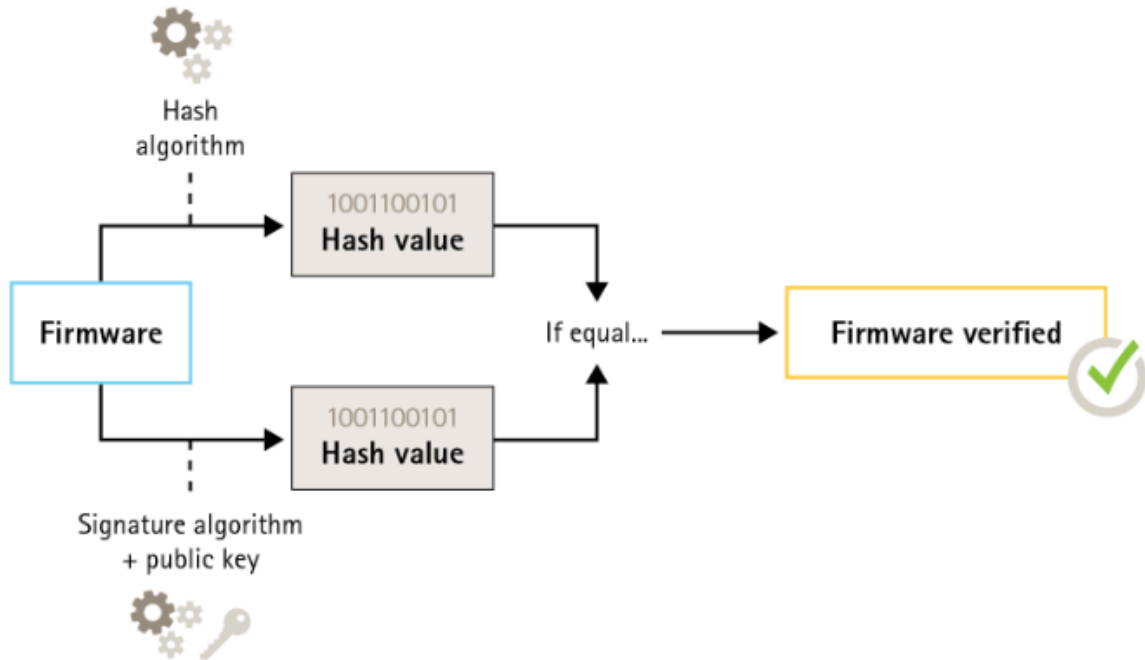 Hash
algorithm
1001100101
Hash value
Firmware
If equal...
Firmware verified
1001100101
Hash value
Signature algorithm
+ public key